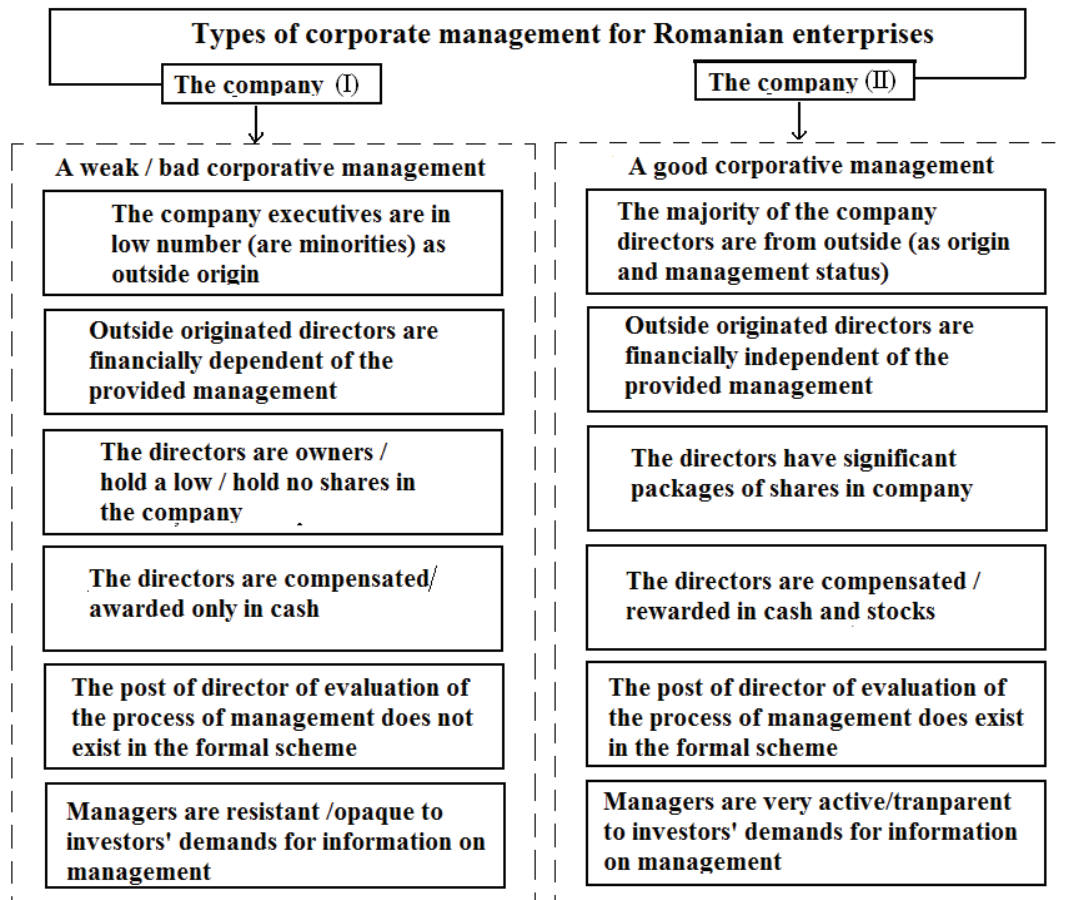 Types of corporate management for Romanian enterprises
The company (I)
The company (II)
A weak / bad corporative management
The company executives are in
low number (are minorities) as
outside origin
Outside originated directors are
financially dependent of the
provided management
The directors are owners /
hold a low / hold no shares in
the company
The directors are compensated/
awarded only in cash
The post of director of evaluation of
the process of management does not
exist in the formal scheme
Managers are resistant /opaque to
investors' demands for information on
management
A good corporative management
The majority of the company
directors are from outside (as origin
and management status)
Outside originated directors are
financially independent of the
provided management
The directors have significant
packages of shares in company
The directors are compensated /
rewarded in cash and stocks
The post of director of evaluation of
the process of management does exist
in the formal scheme
Managers are very active/tranparent
to investors' demands for information
on management